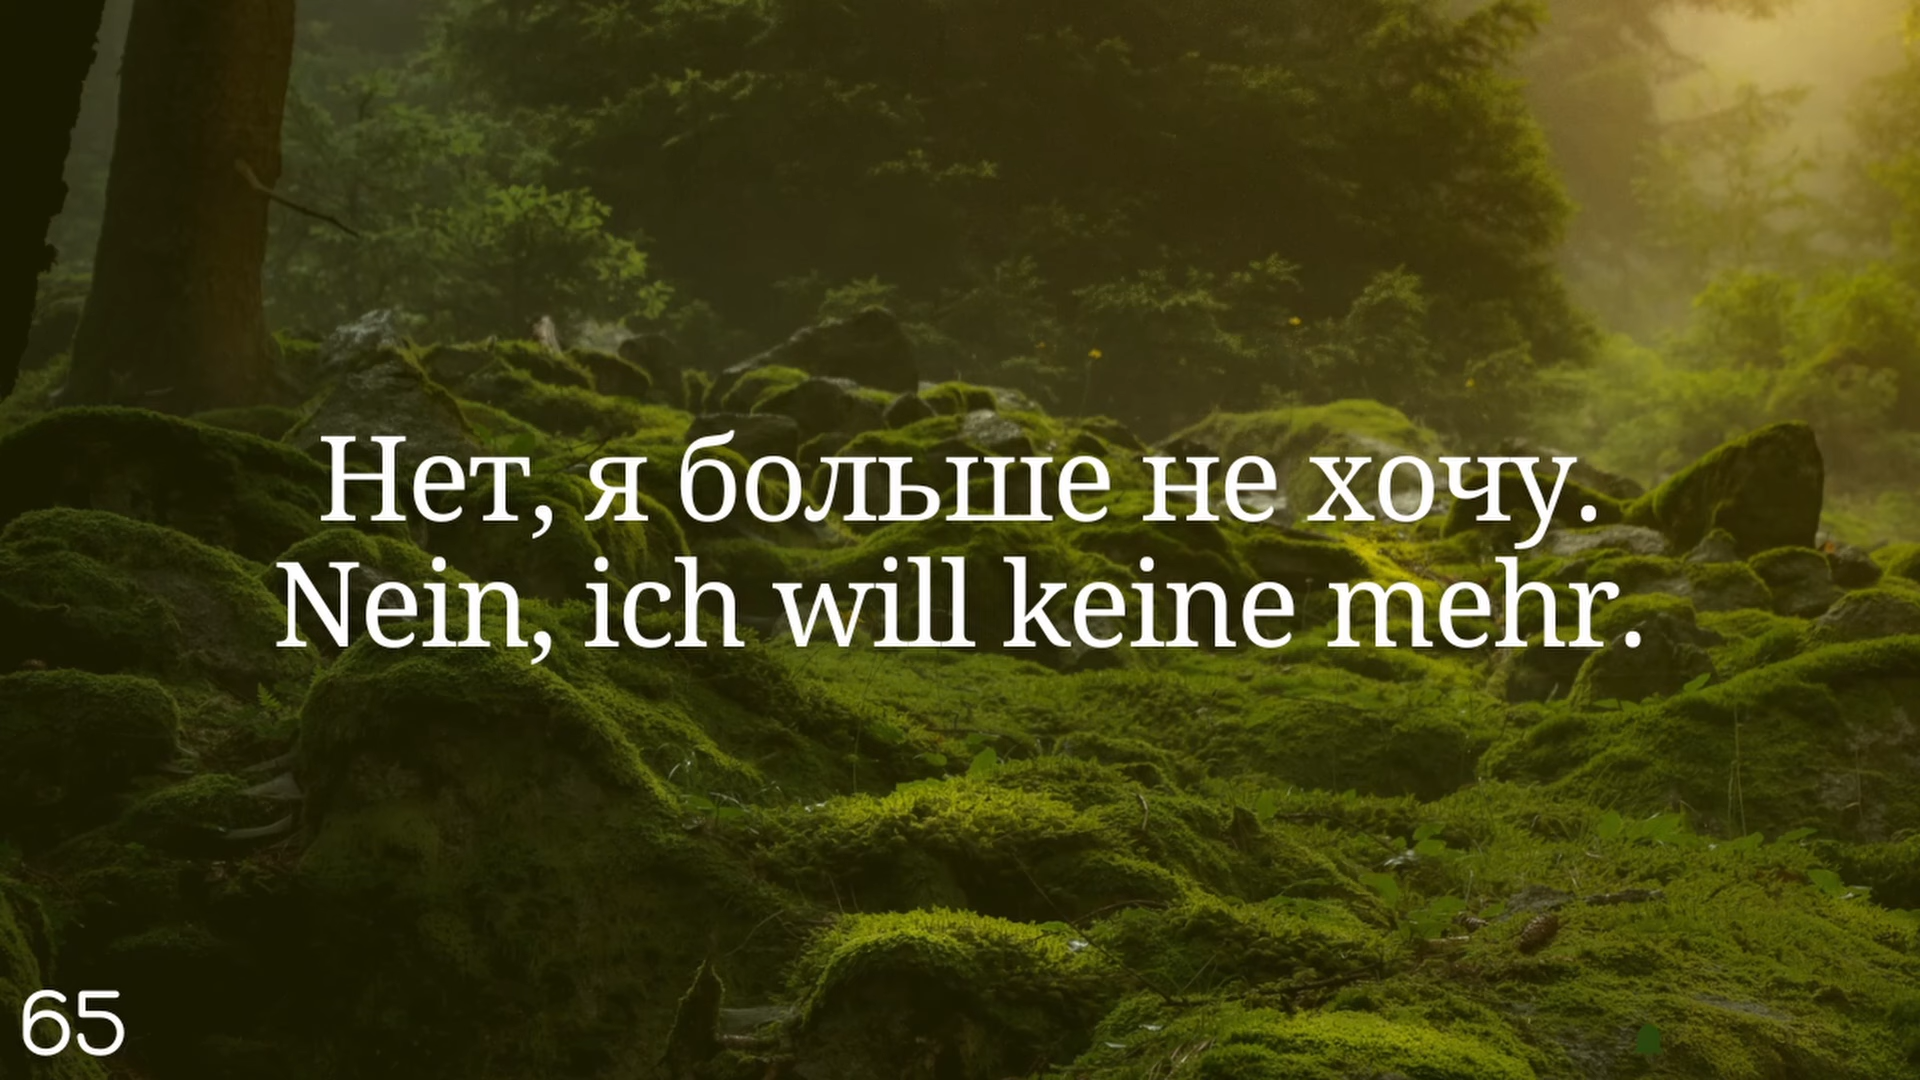 Нет, я больше не хочу.
Nein, ich will keine mehr.
65